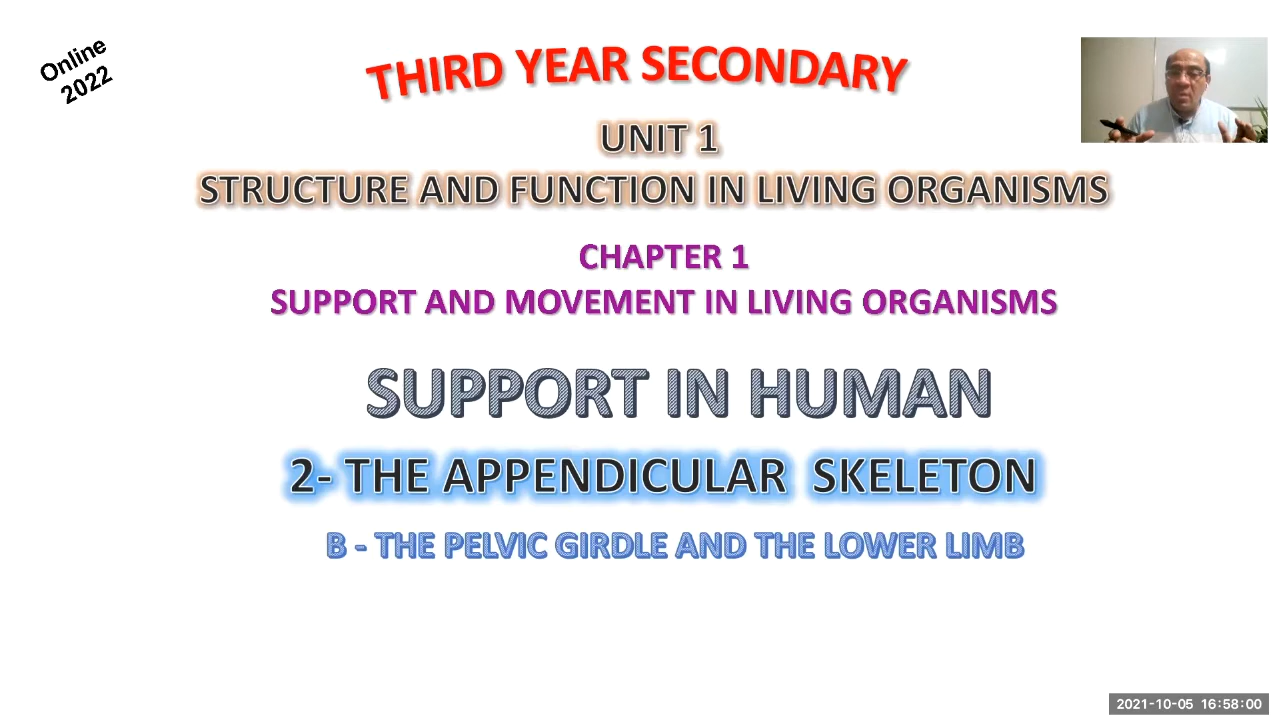 Online
2022
THIRD YEAR SECONDARY
UNIT 1
STRUCTURE AND FUNCTION IN LIVING ORGANISMS
CHAPTER 1
SUPPORT AND MOVEMENT IN LIVING ORGANISMS
SUPPORT IN HUMAN
2- THE APPENDICULAR SKELETON
B - THE PELVIC GIRDLE AND THE LOWER LIMB
2021-10-05 16:58:00